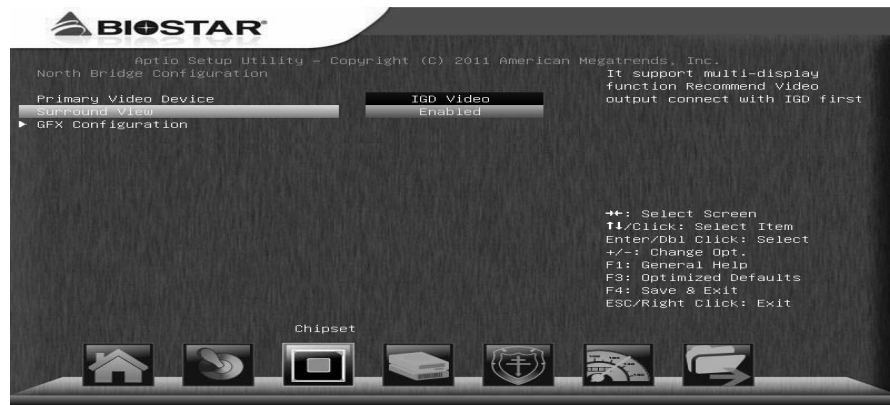 BIOSTAR
Aptio Setup Utility - Copyright (C) 2011 American Megatrends, Inc.
North Bridge Configuration
Primary Video Device IGD Video
Surround View Enabled
► GFX Configuration
It support multi-display
function Recommend Video
output connect with IGD first
→←: Select Screen
↑↓/Click: Select Item
Enter/Dbl Click: Select
+/-: Change Opt.
F1: General Help
F3: Optimized Defaults
F4: Save & Exit
ESC/Right Click: Exit
Chipset